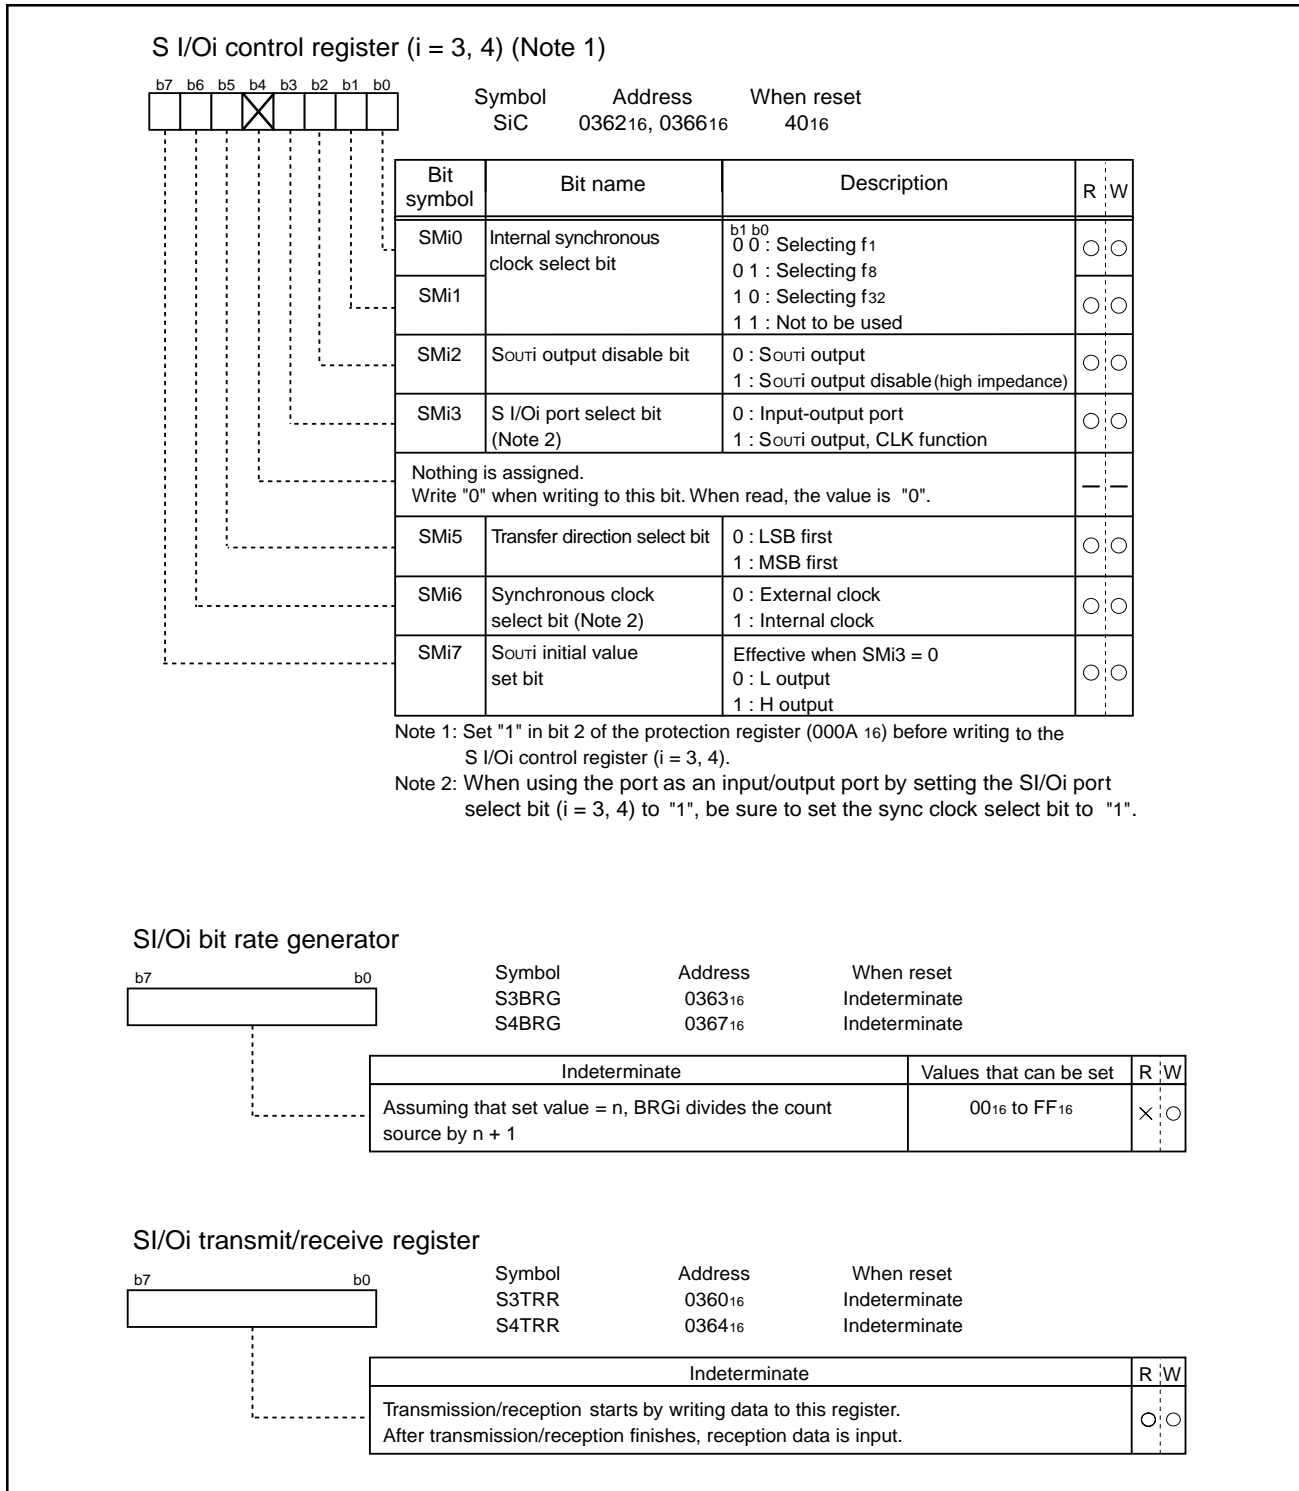 S I/Oi control register (i = 3, 4) (Note 1)
b7 b6 b5 b4 b3 b2 b1 b0
Symbol Address When reset
SiC 036216, 036616 4016
Bit symbol Bit name Description R W
SMi0 Internal synchronous clock select bit
b1 b0
0 0 : Selecting f1
0 1 : Selecting f8
SMi1
1 0 : Selecting f32
1 1 : Not to be used
SMi2 SOUTi output disable bit 0 : SOUTi output
1 : SOUTi output disable (high impedance)
SMi3 S I/Oi port select bit 0 : Input-output port
(Note 2) 1 : SOUTi output, CLK function
Nothing is assigned.
Write "0" when writing to this bit. When read, the value is "0".
SMi5 Transfer direction select bit 0 : LSB first
1 : MSB first
SMi6 Synchronous clock 0 : External clock
select bit (Note 2) 1 : Internal clock
SMi7 SOUTi initial value Effective when SMi3 = 0
set bit 0 : L output
1 : H output
Note 1: Set "1" in bit 2 of the protection register (000A 16) before writing to the
S I/Oi control register (i = 3, 4).
Note 2: When using the port as an input/output port by setting the SI/Oi port
select bit (i = 3, 4) to "1", be sure to set the sync clock select bit to "1".
SI/Oi bit rate generator
b7 b0
Symbol Address When reset
S3BRG 036316 Indeterminate
S4BRG 036716 Indeterminate
Indeterminate Values that can be set R W
Assuming that set value = n, BRGi divides the count 0016 to FF16
source by n + 1
SI/Oi transmit/receive register
b7 b0
Symbol Address When reset
S3TRR 036016 Indeterminate
S4TRR 036416 Indeterminate
Indeterminate R W
Transmission/reception starts by writing data to this register.
After transmission/reception finishes, reception data is input.